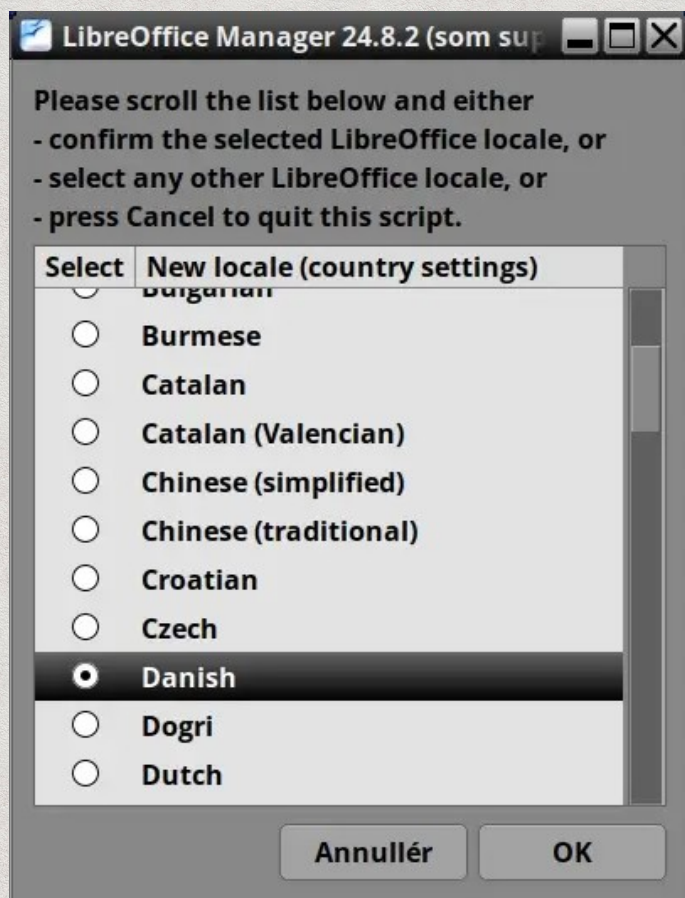 LibreOffice Manager 24.8.2 (som sup
Please scroll the list below and either
- confirm the selected LibreOffice locale, or
- select any other LibreOffice locale, or
- press Cancel to quit this script.
Select New locale (country settings)
Bulgarian
Burmese
Catalan
Catalan (Valencian)
Chinese (simplified)
Chinese (traditional)
Croatian
Czech
Danish
Dogri
Dutch
Annullér OK